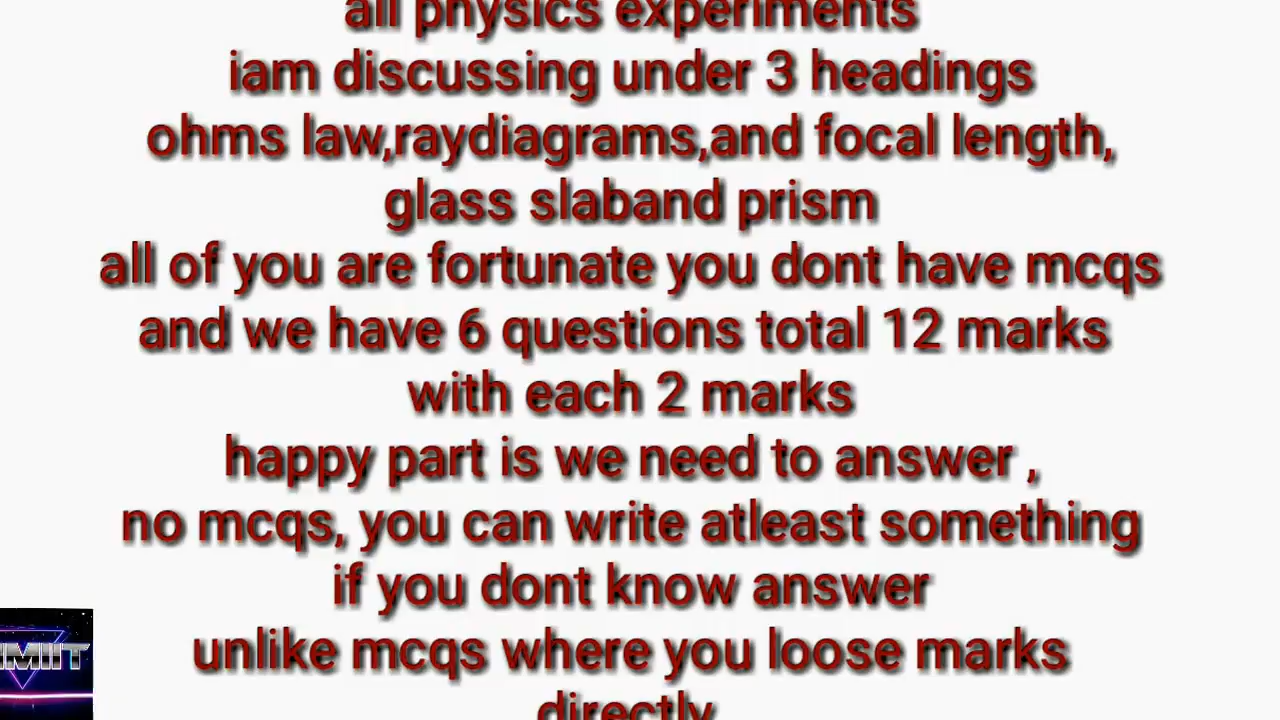 all physics experiments
iam discussing under 3 headings
ohms law,raydiagrams,and focal length,
glass slaband prism
all of you are fortunate you dont have mcqs
and we have 6 questions total 12 marks
with each 2 marks
happy part is we need to answer ,
no mcqs, you can write atleast something
if you dont know answer
unlike mcqs where you loose marks
directly